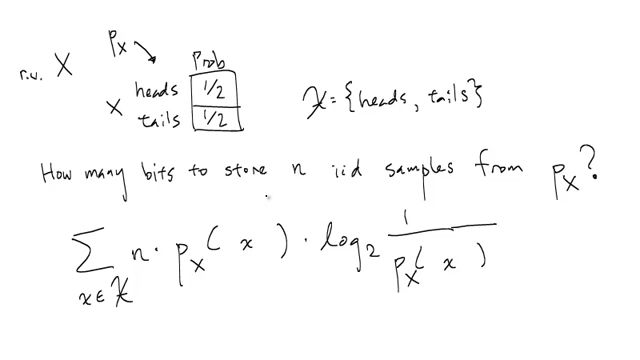 r.v. X p_X Prob
X heads 1/2
tails 1/2
𝒳 = {heads, tails}
How many bits to store n iid samples from p_X?
∑_{x∈𝒳} n · p_X(x) · log₂ 1/p_X(x)